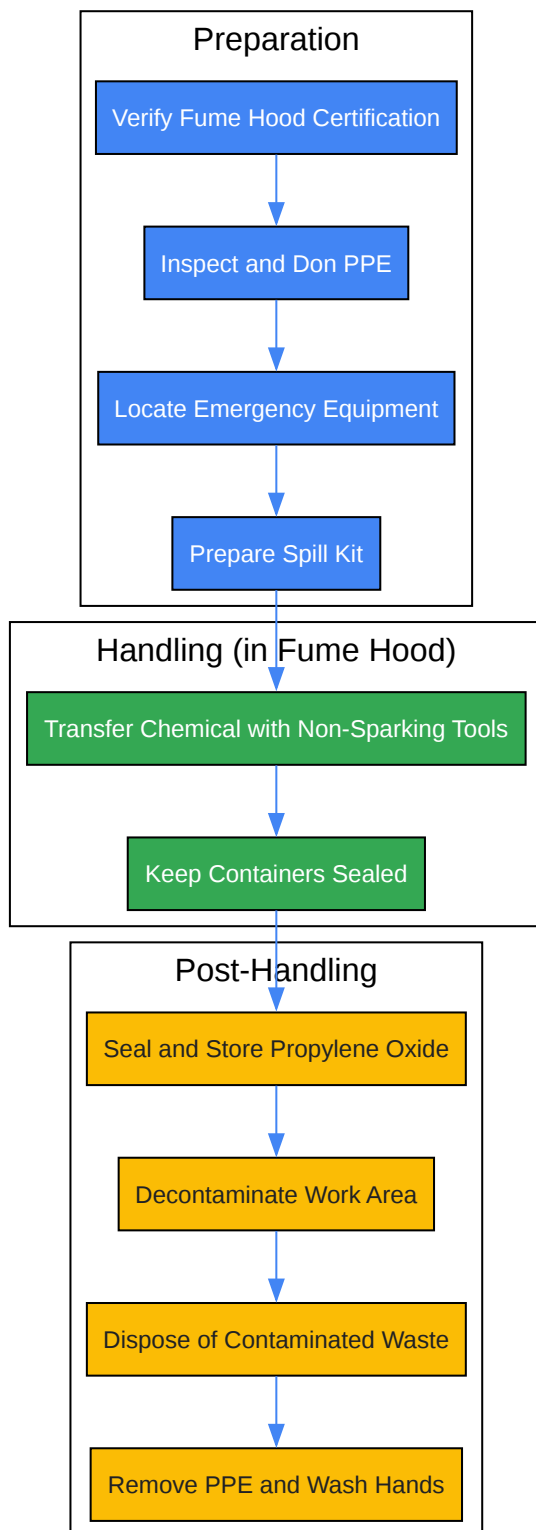 Preparation
Verify Fume Hood Certification
Inspect and Don PPE
Locate Emergency Equipment
Prepare Spill Kit
Handling (in Fume Hood)
Transfer Chemical with Non-Sparking Tools
Keep Containers Sealed
Post-Handling
Seal and Store Propylene Oxide
Decontaminate Work Area
Dispose of Contaminated Waste
Remove PPE and Wash Hands